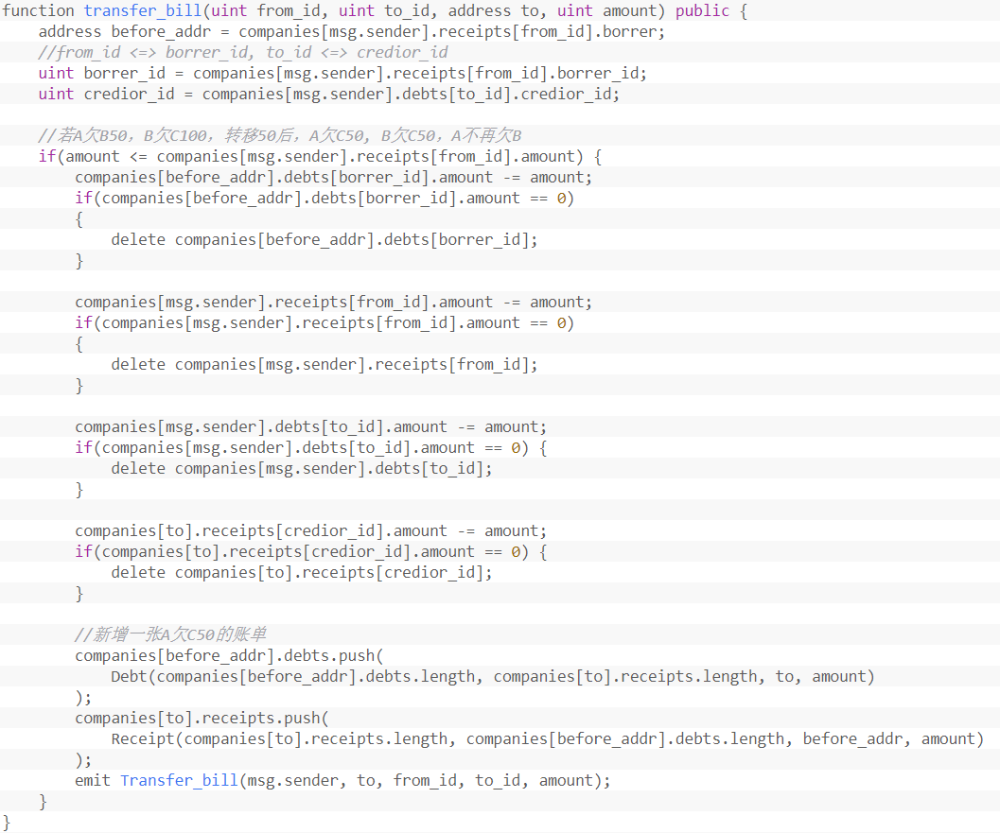 function transfer_bill(uint from_id, uint to_id, address to, uint amount) public {
    address before_addr = companies[msg.sender].receipts[from_id].borrer;
    //from_id <=> borrer_id, to_id <=> credior_id
    uint borrer_id = companies[msg.sender].receipts[from_id].borrer_id;
    uint credior_id = companies[msg.sender].debts[to_id].credior_id;

    //若A欠B50，B欠C100，转移50后，A欠C50, B欠C50，A不再欠B
    if(amount <= companies[msg.sender].receipts[from_id].amount) {
        companies[before_addr].debts[borrer_id].amount -= amount;
        if(companies[before_addr].debts[borrer_id].amount == 0)
        {
            delete companies[before_addr].debts[borrer_id];
        }

        companies[msg.sender].receipts[from_id].amount -= amount;
        if(companies[msg.sender].receipts[from_id].amount == 0)
        {
            delete companies[msg.sender].receipts[from_id];
        }

        companies[msg.sender].debts[to_id].amount -= amount;
        if(companies[msg.sender].debts[to_id].amount == 0) {
            delete companies[msg.sender].debts[to_id];
        }

        companies[to].receipts[credior_id].amount -= amount;
        if(companies[to].receipts[credior_id].amount == 0) {
            delete companies[to].receipts[credior_id];
        }

        //新增一张A欠C50的账单
        companies[before_addr].debts.push(
            Debt(companies[before_addr].debts.length, companies[to].receipts.length, to, amount)
        );
        companies[to].receipts.push(
            Receipt(companies[to].receipts.length, companies[before_addr].debts.length, before_addr, amount)
        );
        emit Transfer_bill(msg.sender, to, from_id, to_id, amount);
    }
}